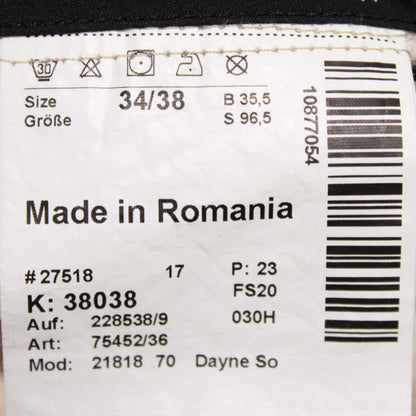 30
Size 34/38 B 35,5
Größe S 96,5
10877054
Made in Romania
# 27518 17 P: 23
K: 38038 FS20
Auf: 228538/9 030H
Art: 75452/36
Mod: 21818 70 Dayne So